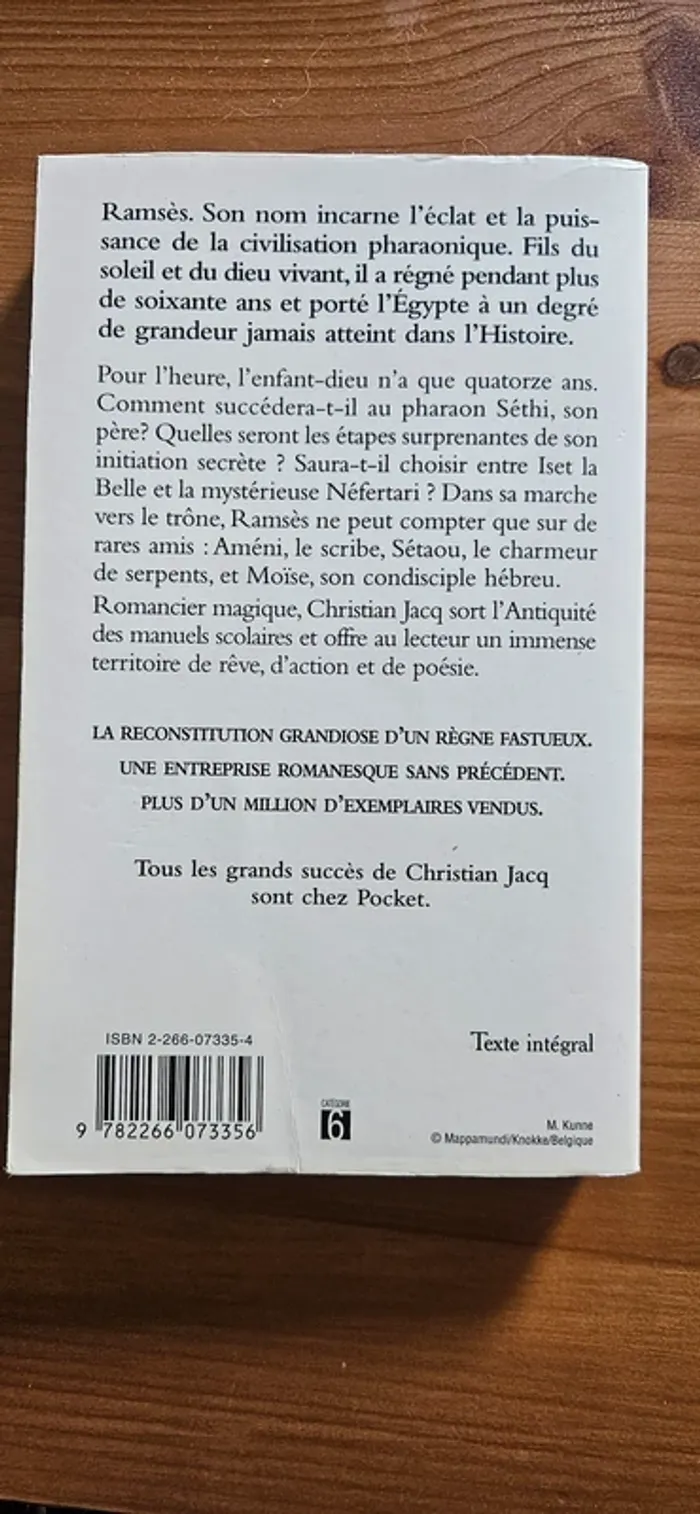 Ramsès. Son nom incarne l'éclat et la puis-
sance de la civilisation pharaonique. Fils du
soleil et du dieu vivant, il a régné pendant plus
de soixante ans et porté l'Égypte à un degré
de grandeur jamais atteint dans l'Histoire.
Pour l'heure, l'enfant-dieu n'a que quatorze ans.
Comment succédera-t-il au pharaon Séthi, son
père? Quelles seront les étapes surprenantes de son
initiation secrète ? Saura-t-il choisir entre Iset la
Belle et la mystérieuse Néfertari ? Dans sa marche
vers le trône, Ramsès ne peut compter que sur de
rares amis : Améni, le scribe, Sétaou, le charmeur
de serpents, et Moïse, son condisciple hébreu.
Romancier magique, Christian Jacq sort l'Antiquité
des manuels scolaires et offre au lecteur un immense
territoire de rêve, d'action et de poésie.
LA RECONSTITUTION GRANDIOSE D'UN RÈGNE FASTUEUX.
UNE ENTREPRISE ROMANESQUE SANS PRÉCÉDENT.
PLUS D'UN MILLION D'EXEMPLAIRES VENDUS.
Tous les grands succès de Christian Jacq
sont chez Pocket.
ISBN 2-266-07335-4
Texte intégral
9 782266 073356
CATÉGORIE
6
M. Kunne
© Mappamundi/Knokke/Belgique